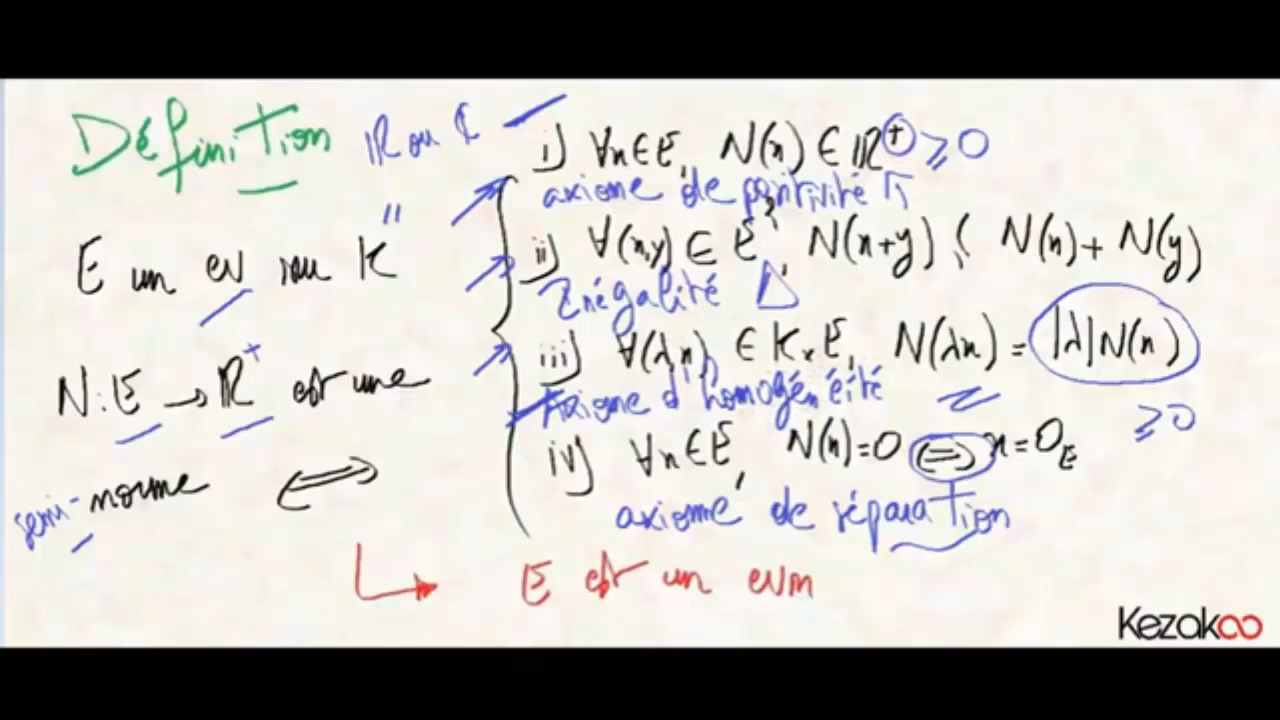 Définition IR ou ℂ
E un ev sur K "
N : E → IR⁺ est une
semi-norme ⟺
i) ∀x∈E, N(x) ∈ IR⁺ ≥0
axiome de positivité
ii) ∀(x,y) ∈ E², N(x+y) ≤ N(x) + N(y)
Inégalité Δ
iii) ∀(λ,x) ∈ K×E, N(λx) = |λ|N(x)
Axiome d'homogénéité ≥0
iv) ∀x∈E, N(x)=0 ⟺ x=0_E
axiome de séparation
E est un evn
Kezakoo